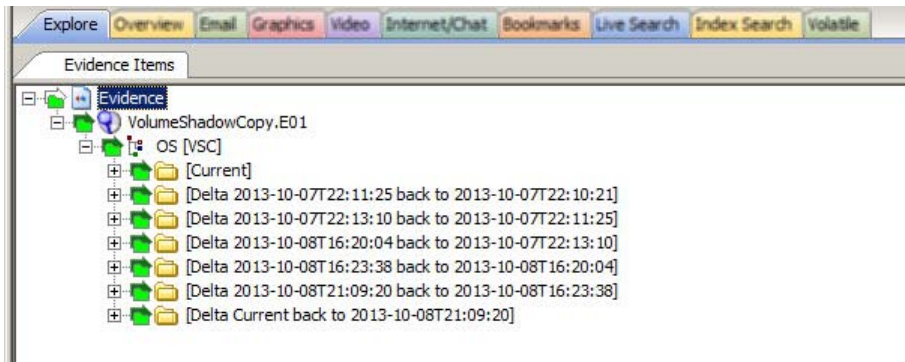 Explore Overview Email Graphics Video Internet/Chat Bookmarks Live Search Index Search Volatile
Evidence Items
Evidence
VolumeShadowCopy.E01
OS [VSC]
[Current]
[Delta 2013-10-07T22:11:25 back to 2013-10-07T22:10:21]
[Delta 2013-10-07T22:13:10 back to 2013-10-07T22:11:25]
[Delta 2013-10-08T16:20:04 back to 2013-10-07T22:13:10]
[Delta 2013-10-08T16:23:38 back to 2013-10-08T16:20:04]
[Delta 2013-10-08T21:09:20 back to 2013-10-08T16:23:38]
[Delta Current back to 2013-10-08T21:09:20]